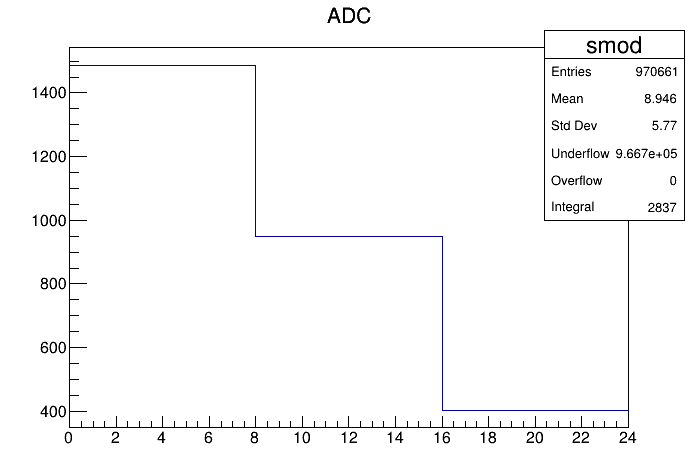 ADC
smod
Entries 970661
Mean 8.946
Std Dev 5.77
Underflow 9.667e+05
Overflow 0
Integral 2837
1400
1200
1000
800
600
400
0 2 4 6 8 10 12 14 16 18 20 22 24